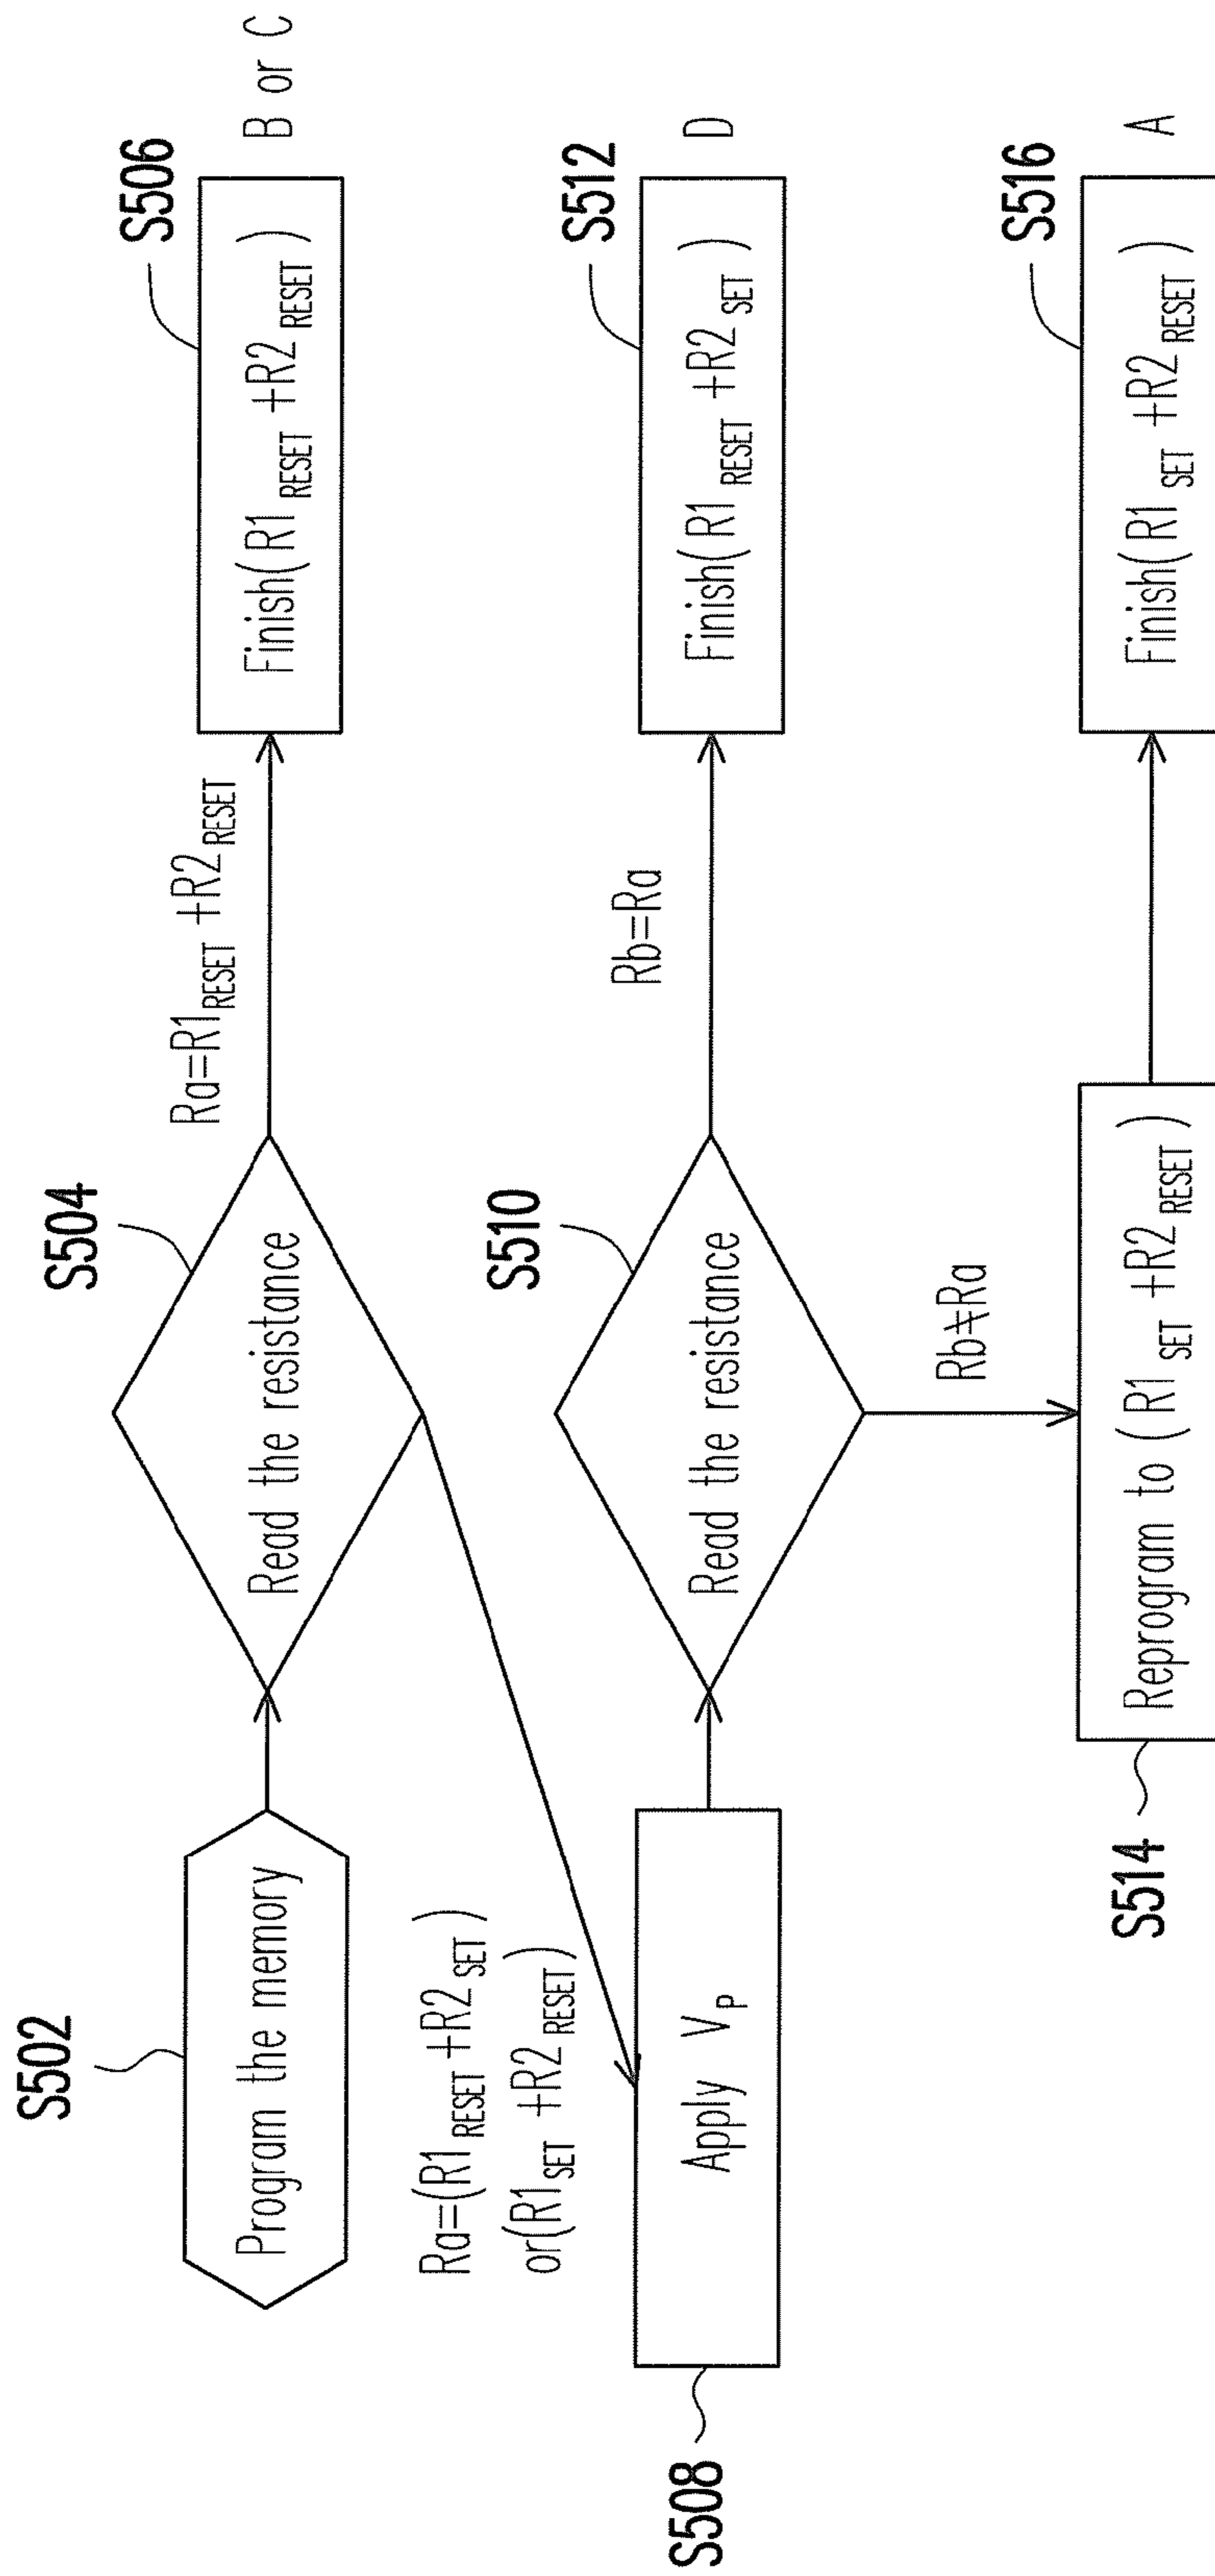 S502
Program the memory
S504
Read the resistance
Ra=R1RESET +R2RESET
S506
Finish(R1RESET +R2RESET)
B or C
Ra=(R1RESET +R2SET)
or(R1SET +R2RESET)
S508
Apply VP
S510
Read the resistance
Rb=Ra
S512
Finish(R1RESET +R2SET)
D
Rb≠Ra
S514
Reprogram to (R1SET +R2RESET)
S516
Finish(R1SET +R2RESET)
A